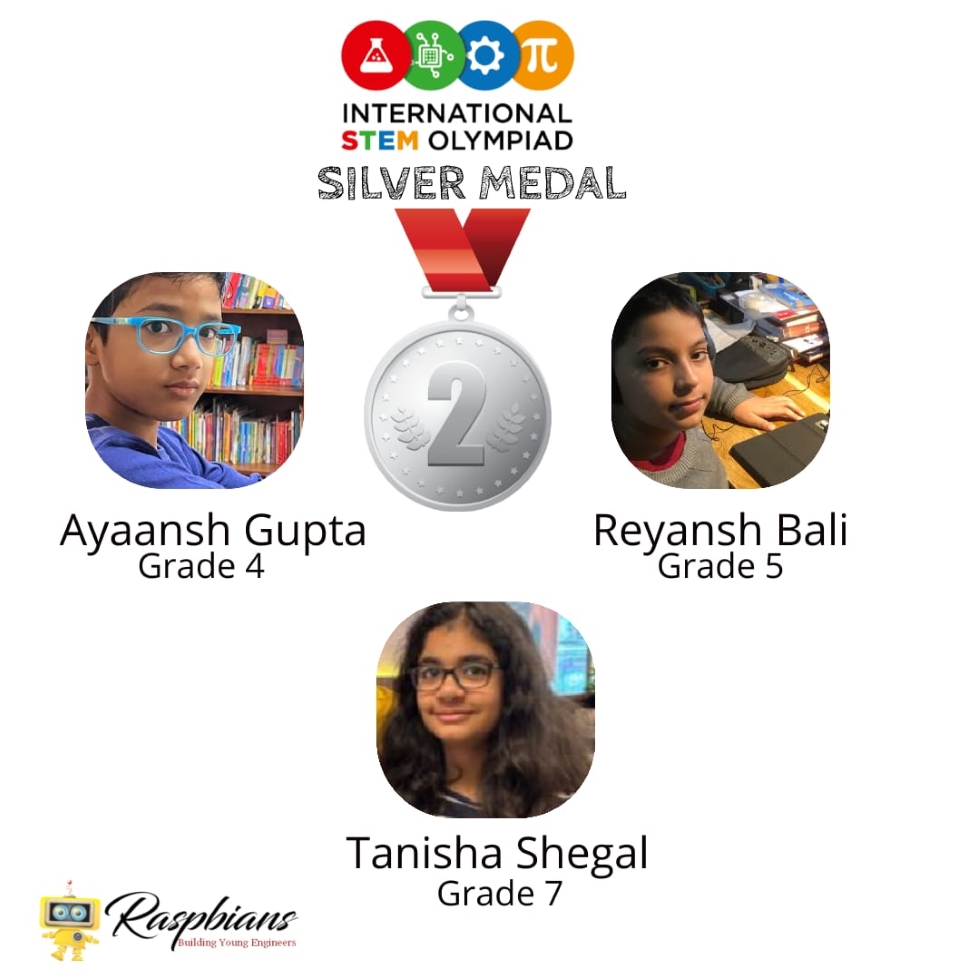 INTERNATIONAL
STEM OLYMPIAD
SILVER MEDAL
2
Ayaansh Gupta
Grade 4
Reyansh Bali
Grade 5
Tanisha Shegal
Grade 7
Raspbians
Building Young Engineers